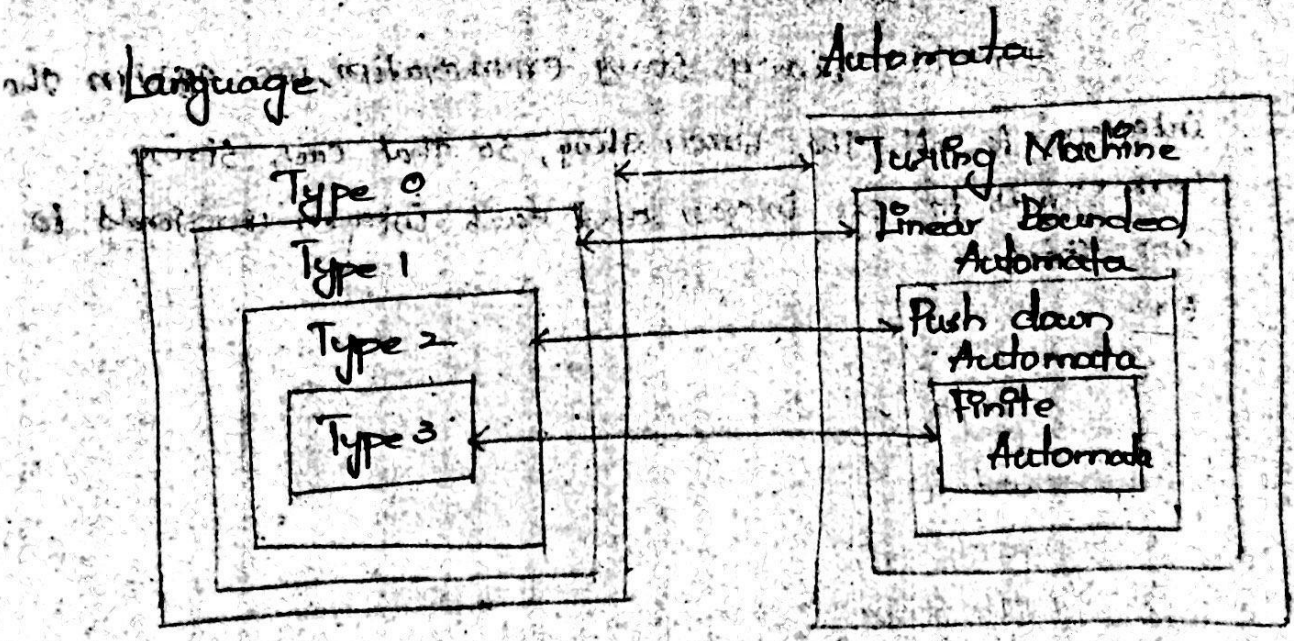 Language
Automata
Type 0
Type 1
Type 2
Type 3
Turing Machine
Linear Bounded
Automata
Push down
Automata
Finite
Automata